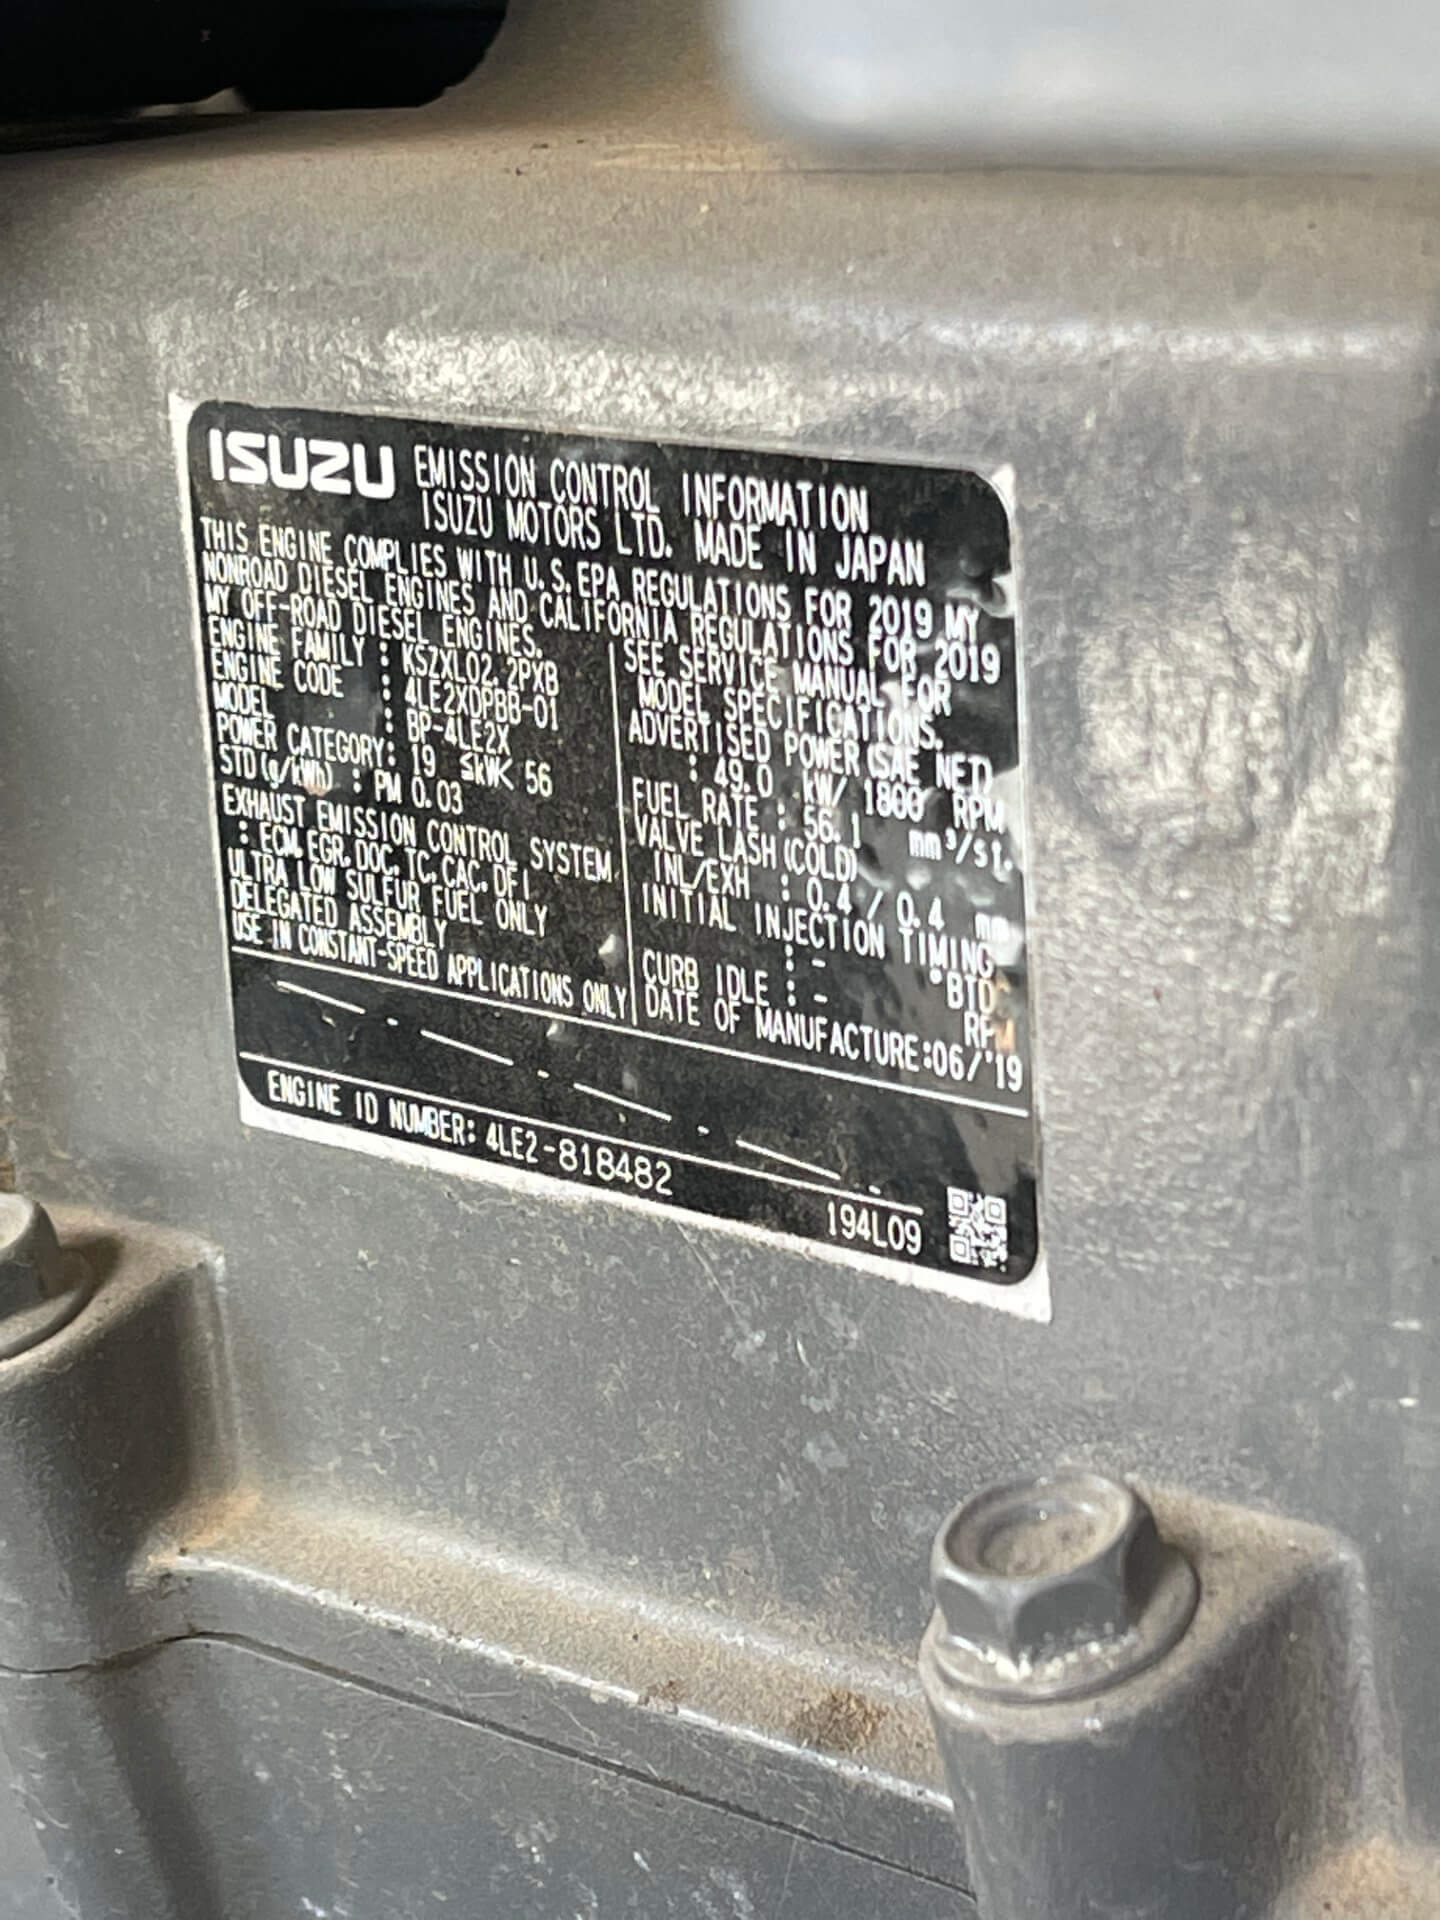 ISUZU EMISSION CONTROL INFORMATION
ISUZU MOTORS LTD. MADE IN JAPAN
THIS ENGINE COMPLIES WITH U.S. EPA REGULATIONS FOR 2019 MY
NONROAD DIESEL ENGINES AND CALIFORNIA REGULATIONS FOR 2019
MY OFF-ROAD DIESEL ENGINES.
ENGINE FAMILY : KSZXL02.2PXB
ENGINE CODE : 4LE2XDPBB-01
MODEL : BP-4LE2X
POWER CATEGORY: 19 ≤kW< 56
STD(g/kWh) : PM 0.03
EXHAUST EMISSION CONTROL SYSTEM
: ECM, EGR, DOC, TC, CAC, DFI
ULTRA LOW SULFUR FUEL ONLY
DELEGATED ASSEMBLY
USE IN CONSTANT-SPEED APPLICATIONS ONLY
SEE SERVICE MANUAL FOR
MODEL SPECIFICATIONS.
ADVERTISED POWER(SAE NET)
: 49.0 kW/ 1800 RPM
FUEL RATE : 56.1 mm³/st.
VALVE LASH(COLD)
INL/EXH : 0.4 / 0.4 mm
INITIAL INJECTION TIMING
: - °BTD
CURB IDLE : - RPM
DATE OF MANUFACTURE:06/'19
ENGINE ID NUMBER: 4LE2-818482
194L09